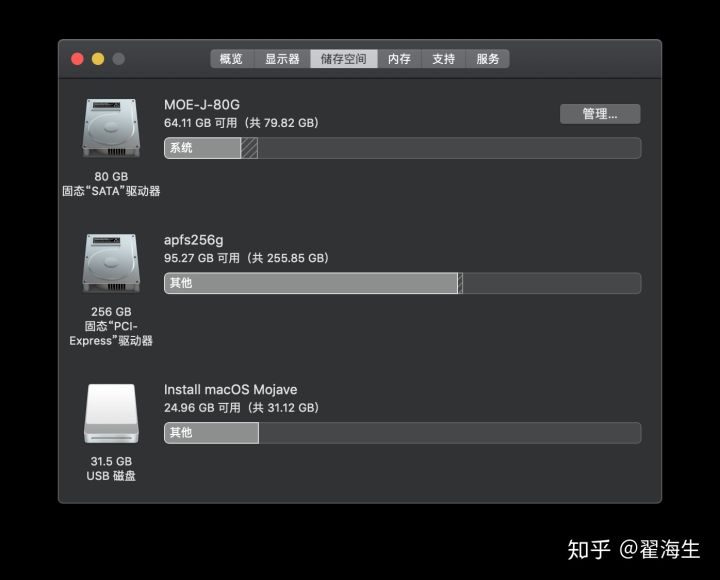 概览 显示器 储存空间 内存 支持 服务
MOE-J-80G
64.11 GB 可用（共 79.82 GB）
管理...
系统
80 GB
固态“SATA”驱动器
apfs256g
95.27 GB 可用（共 255.85 GB）
其他
256 GB
固态“PCI-
Express”驱动器
Install macOS Mojave
24.96 GB 可用（共 31.12 GB）
其他
31.5 GB
USB 磁盘
知乎 @翟海生